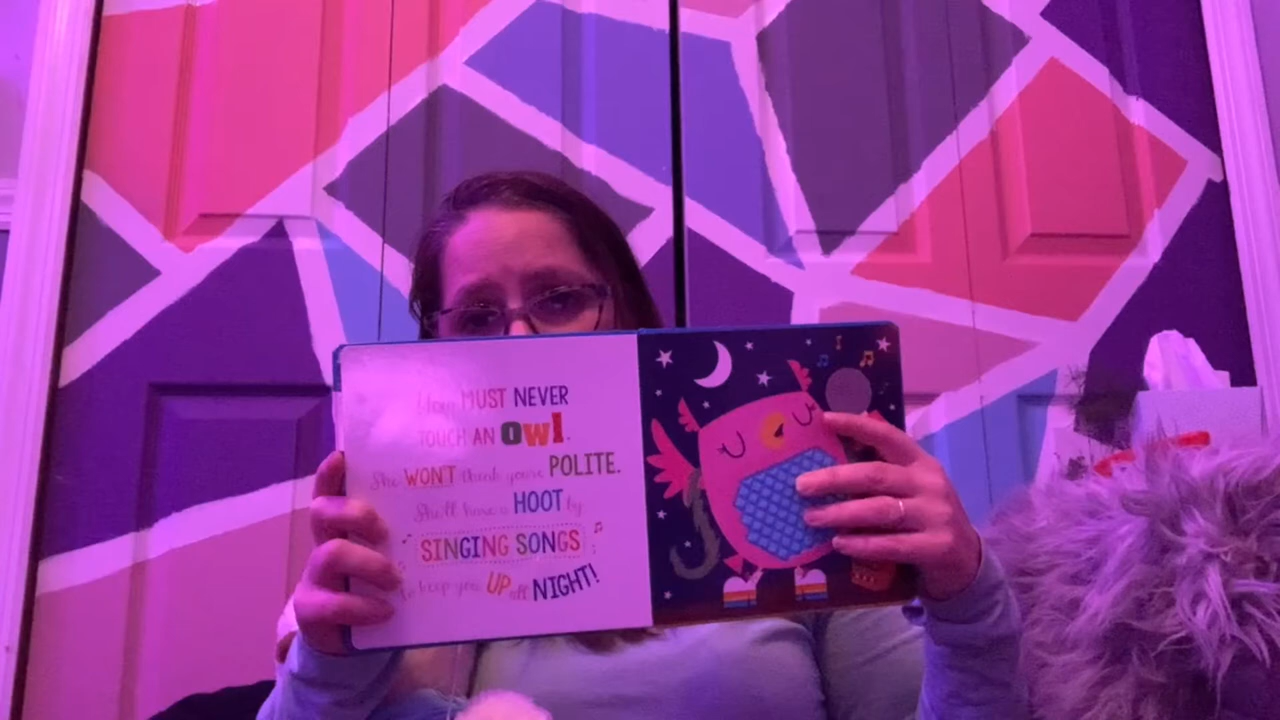 You MUST NEVER
TOUCH AN OWl.
She WON'T think you're POLITE.
She'll have a HOOT by
SINGING SONGS
to keep you UP all NIGHT!